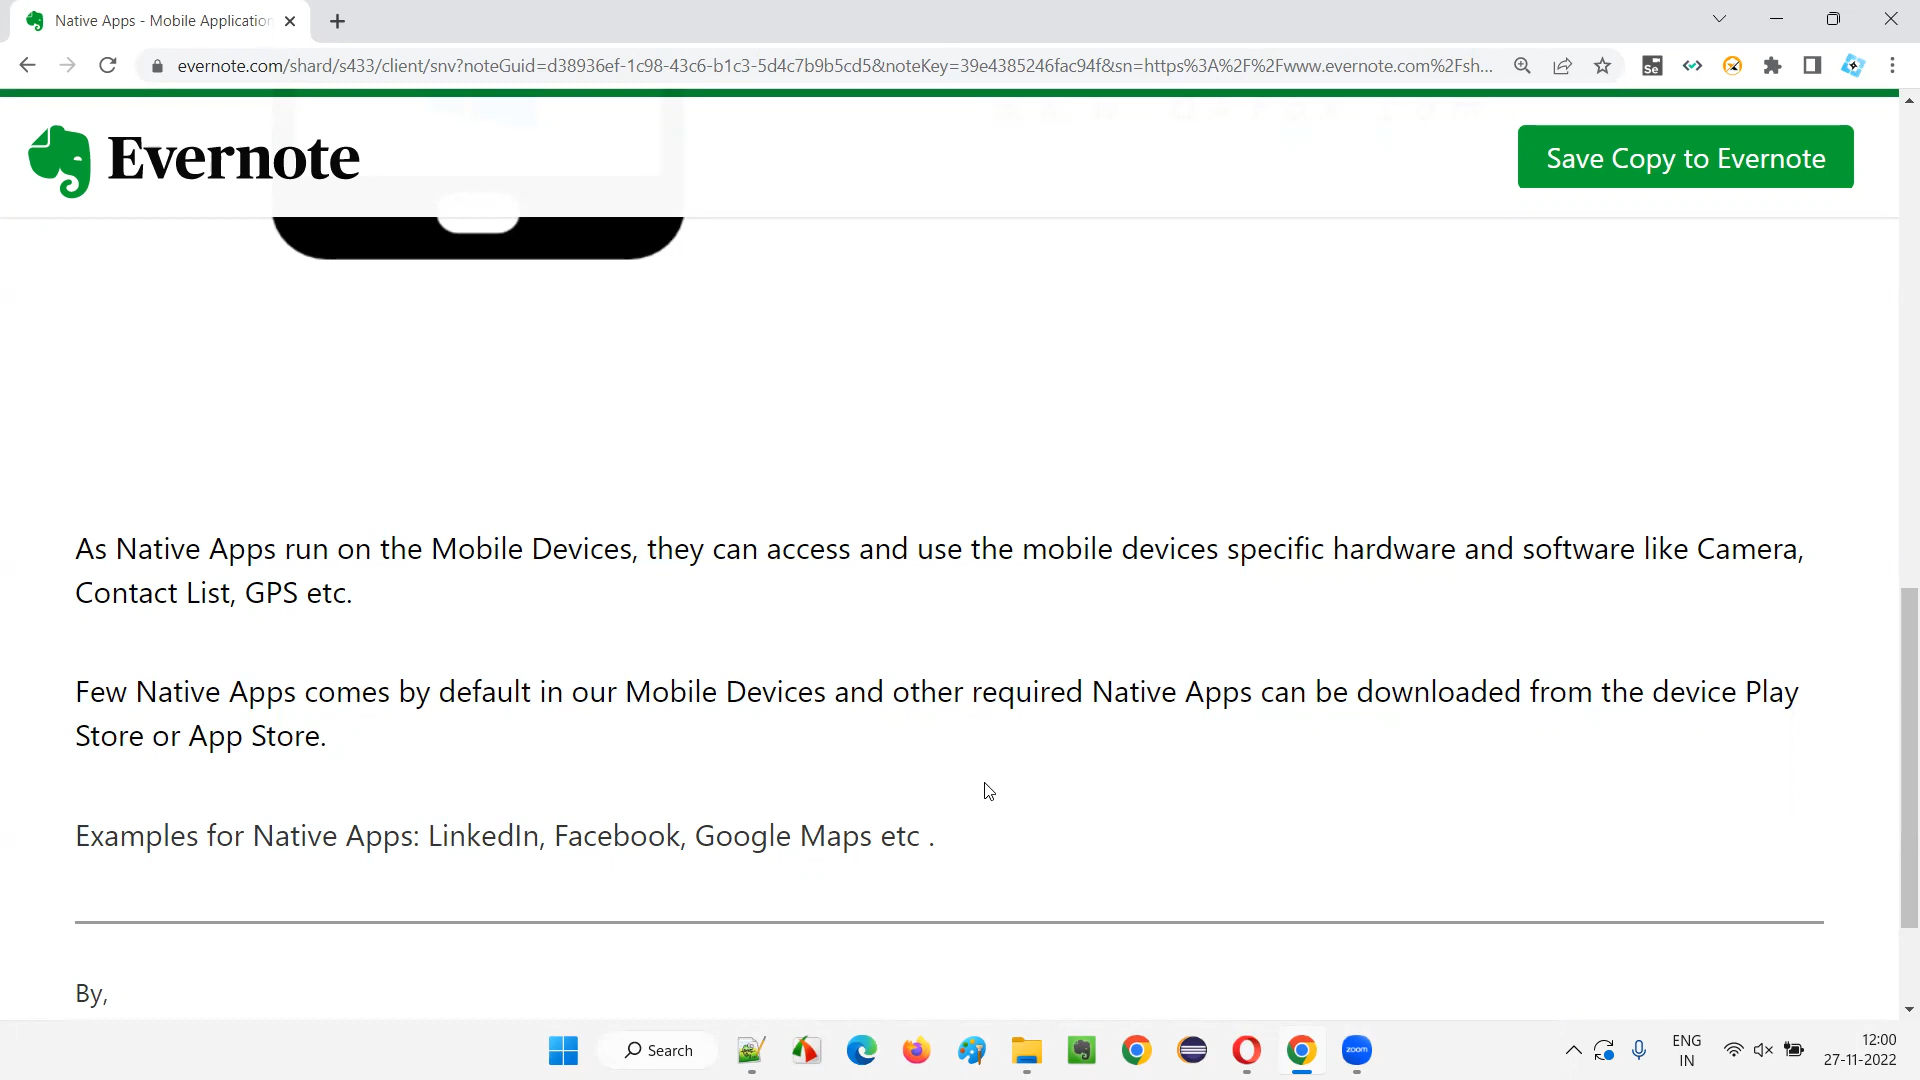 Native Apps - Mobile Application
evernote.com/shard/s433/client/snv?noteGuid=d38936ef-1c98-43c6-b1c3-5d4c7b9b5cd5&noteKey=39e4385246fac94f&sn=https%3A%2F%2Fwww.evernote.com%2Fsh...
Se
Evernote
Save Copy to Evernote
As Native Apps run on the Mobile Devices, they can access and use the mobile devices specific hardware and software like Camera,
Contact List, GPS etc.
Few Native Apps comes by default in our Mobile Devices and other required Native Apps can be downloaded from the device Play
Store or App Store.
Examples for Native Apps: LinkedIn, Facebook, Google Maps etc .
By,
Search
zoom
ENG
IN
12:00
27-11-2022